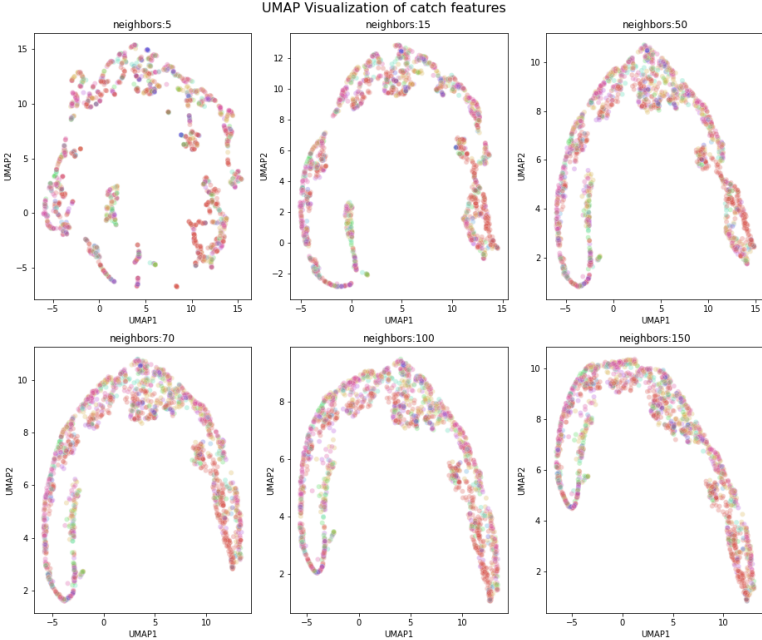 UMAP Visualization of catch features
neighbors:5
neighbors:15
neighbors:50
UMAP2
15
10
5
0
−5
UMAP2
12
10
8
6
4
2
0
−2
UMAP2
10
8
6
4
2
−5 0 5 10 15
−5 0 5 10 15
−5 0 5 10 15
UMAP1
UMAP1
UMAP1
neighbors:70
neighbors:100
neighbors:150
UMAP2
10
8
6
4
2
UMAP2
8
6
4
2
UMAP2
10
8
6
4
2
−5 0 5 10
−5 0 5 10
−5 0 5 10
UMAP1
UMAP1
UMAP1